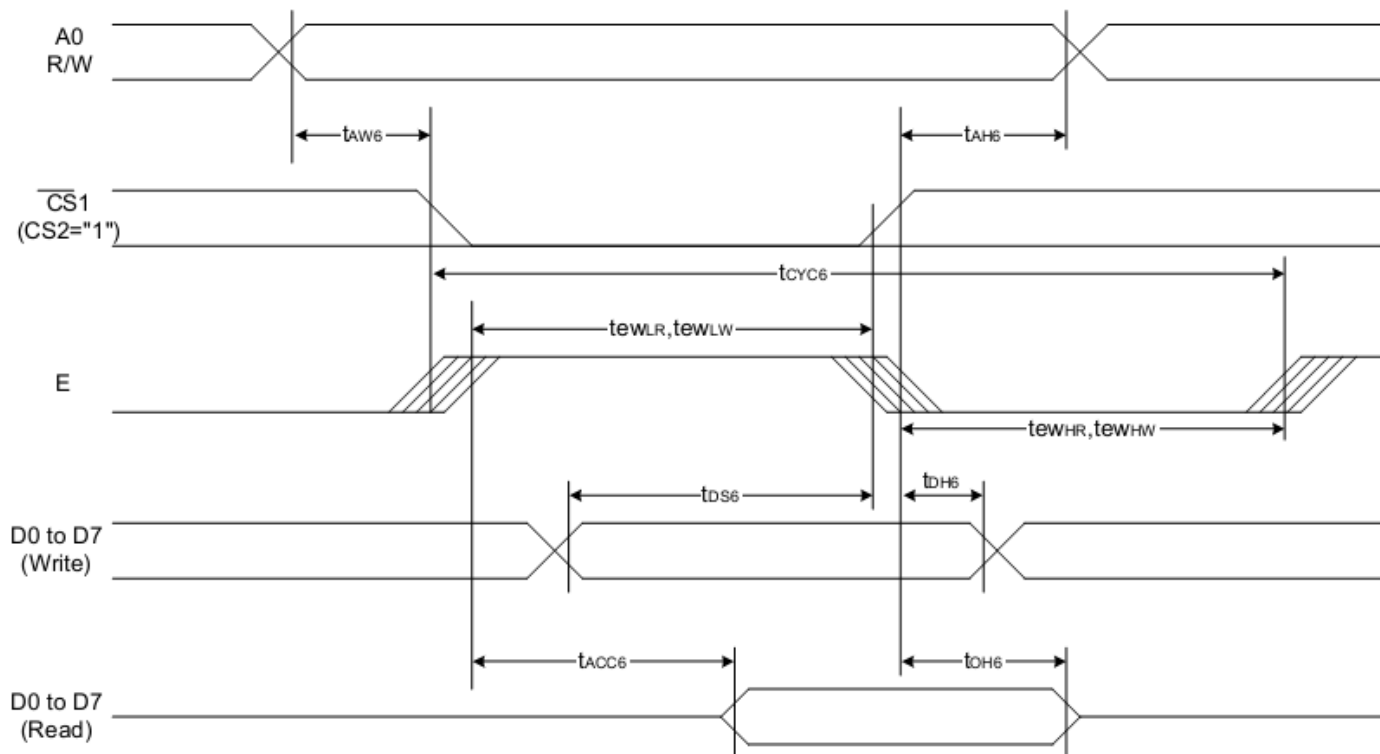 A0
R/W
tAW6
tAH6
CS1
(CS2="1")
tCYC6
tewLR,tewLW
E
tewHR,tewHW
tDS6
tDH6
D0 to D7
(Write)
tACC6
tOH6
D0 to D7
(Read)